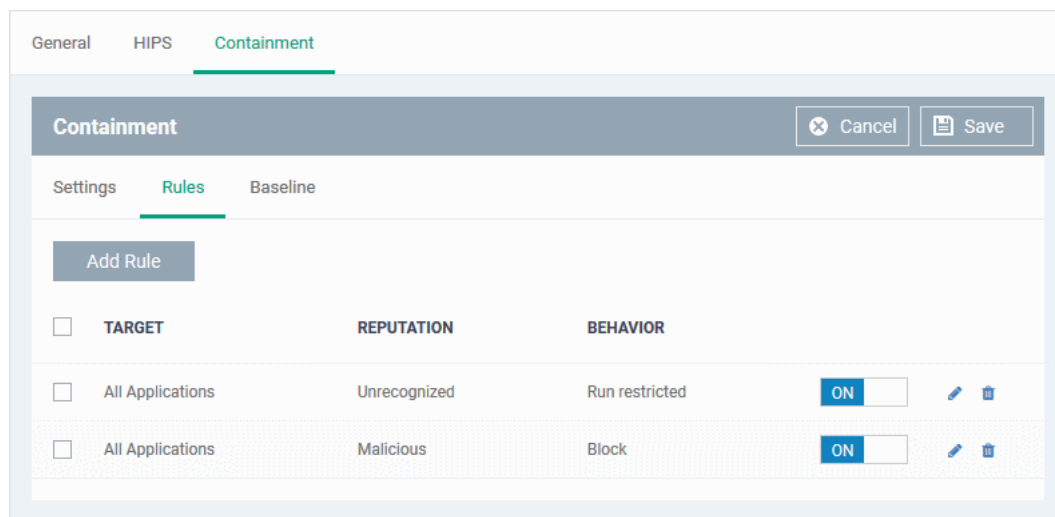 General HIPS Containment
Containment Cancel Save
Settings Rules Baseline
Add Rule
TARGET REPUTATION BEHAVIOR
All Applications Unrecognized Run restricted ON
All Applications Malicious Block ON